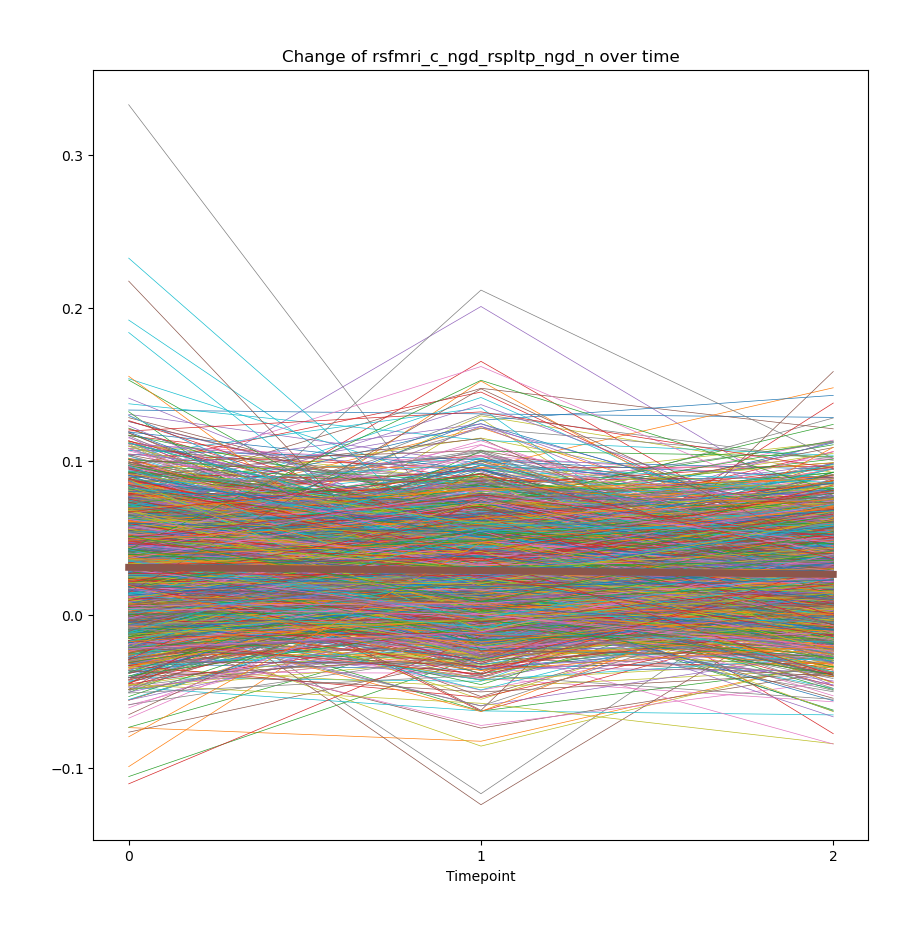 Change of rsfmri_c_ngd_rspltp_ngd_n over time
0.3
0.2
0.1
0.0
−0.1
0 1 2
Timepoint